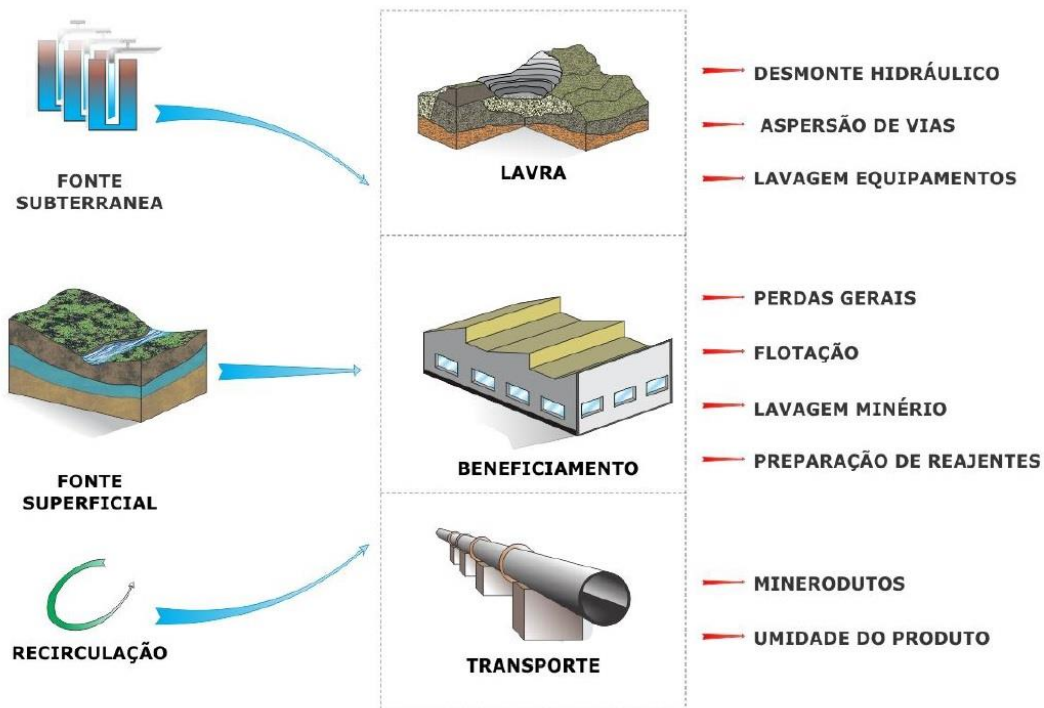 FONTE
SUBTERRANEA
FONTE
SUPERFICIAL
RECIRCULAÇÃO
LAVRA
BENEFICIAMENTO
TRANSPORTE
DESMONTE HIDRÁULICO
ASPERSÃO DE VIAS
LAVAGEM EQUIPAMENTOS
PERDAS GERAIS
FLOTAÇÃO
LAVAGEM MINÉRIO
PREPARAÇÃO DE REAJENTES
MINERODUTOS
UMIDADE DO PRODUTO